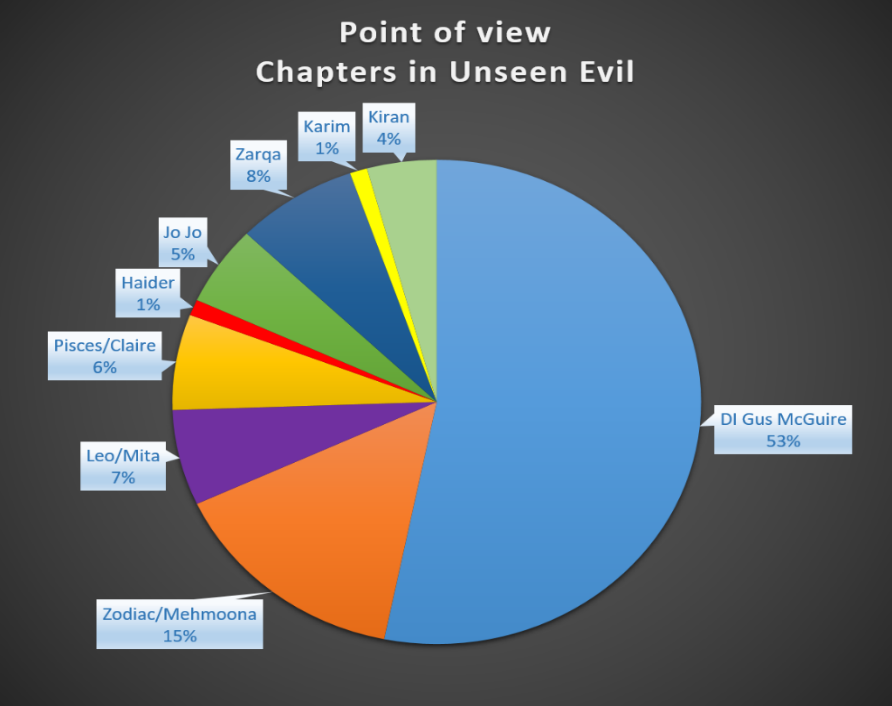 Point of view
Chapters in Unseen Evil
Kiran
4%
Karim
1%
Zarqa
8%
Jo Jo
5%
Haider
1%
Pisces/Claire
6%
Leo/Mita
7%
Zodiac/Mehmoona
15%
DI Gus McGuire
53%